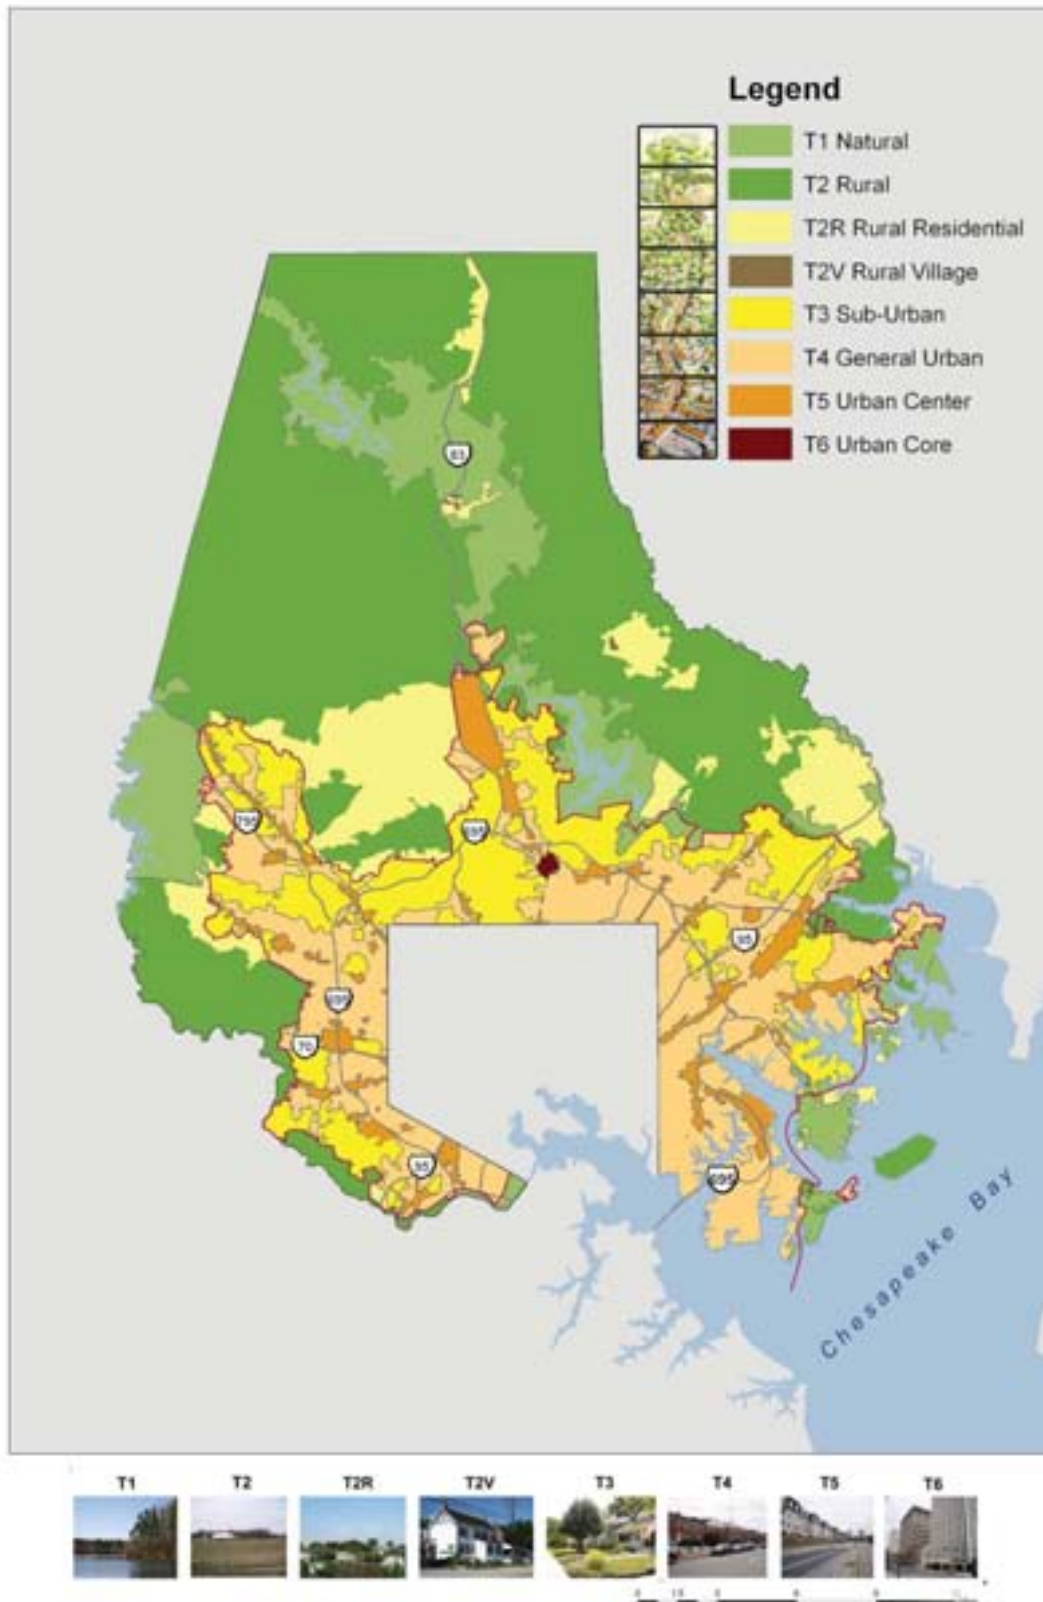 Legend
T1 Natural
T2 Rural
T2R Rural Residential
T2V Rural Village
T3 Sub-Urban
T4 General Urban
T5 Urban Center
T6 Urban Core
83
795
695
95
695
70
95
695
Chesapeake Bay
T1 T2 T2R T2V T3 T4 T5 T6